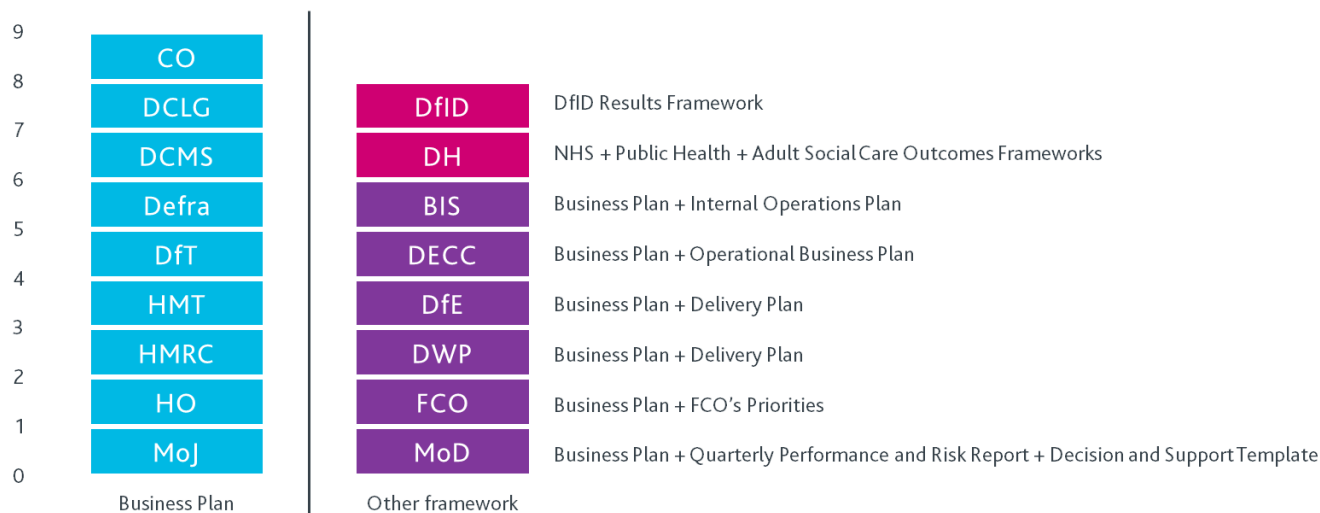 9
CO
8
DCLG
DfID
DfID Results Framework
7
DCMS
DH
NHS + Public Health + Adult Social Care Outcomes Frameworks
6
Defra
BIS
Business Plan + Internal Operations Plan
5
DfT
DECC
Business Plan + Operational Business Plan
4
HMT
DfE
Business Plan + Delivery Plan
3
HMRC
DWP
Business Plan + Delivery Plan
2
HO
FCO
Business Plan + FCO’s Priorities
1
MoJ
MoD
Business Plan + Quarterly Performance and Risk Report + Decision and Support Template
0
Business Plan
Other framework